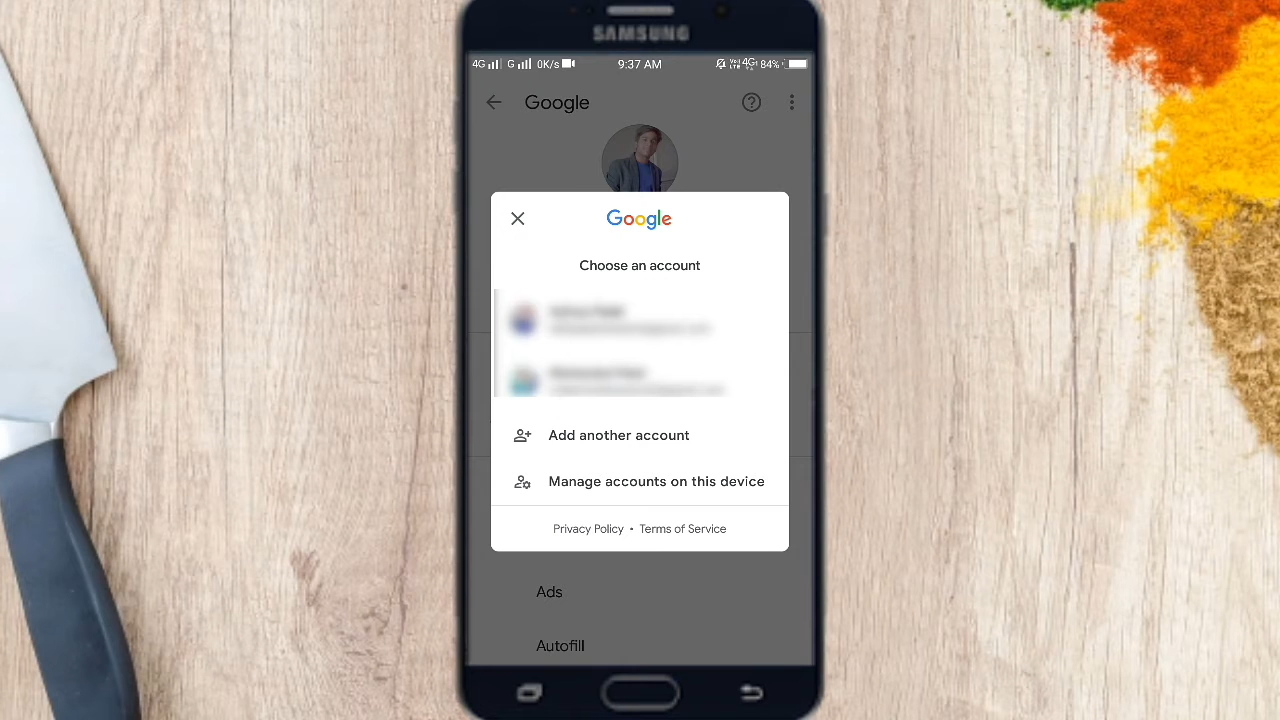 SAMSUNG
4G G 0K/s 9:37 AM 4G 84%
Google
Google
Choose an account
Add another account
Manage accounts on this device
Privacy Policy • Terms of Service
Ads
Autofill